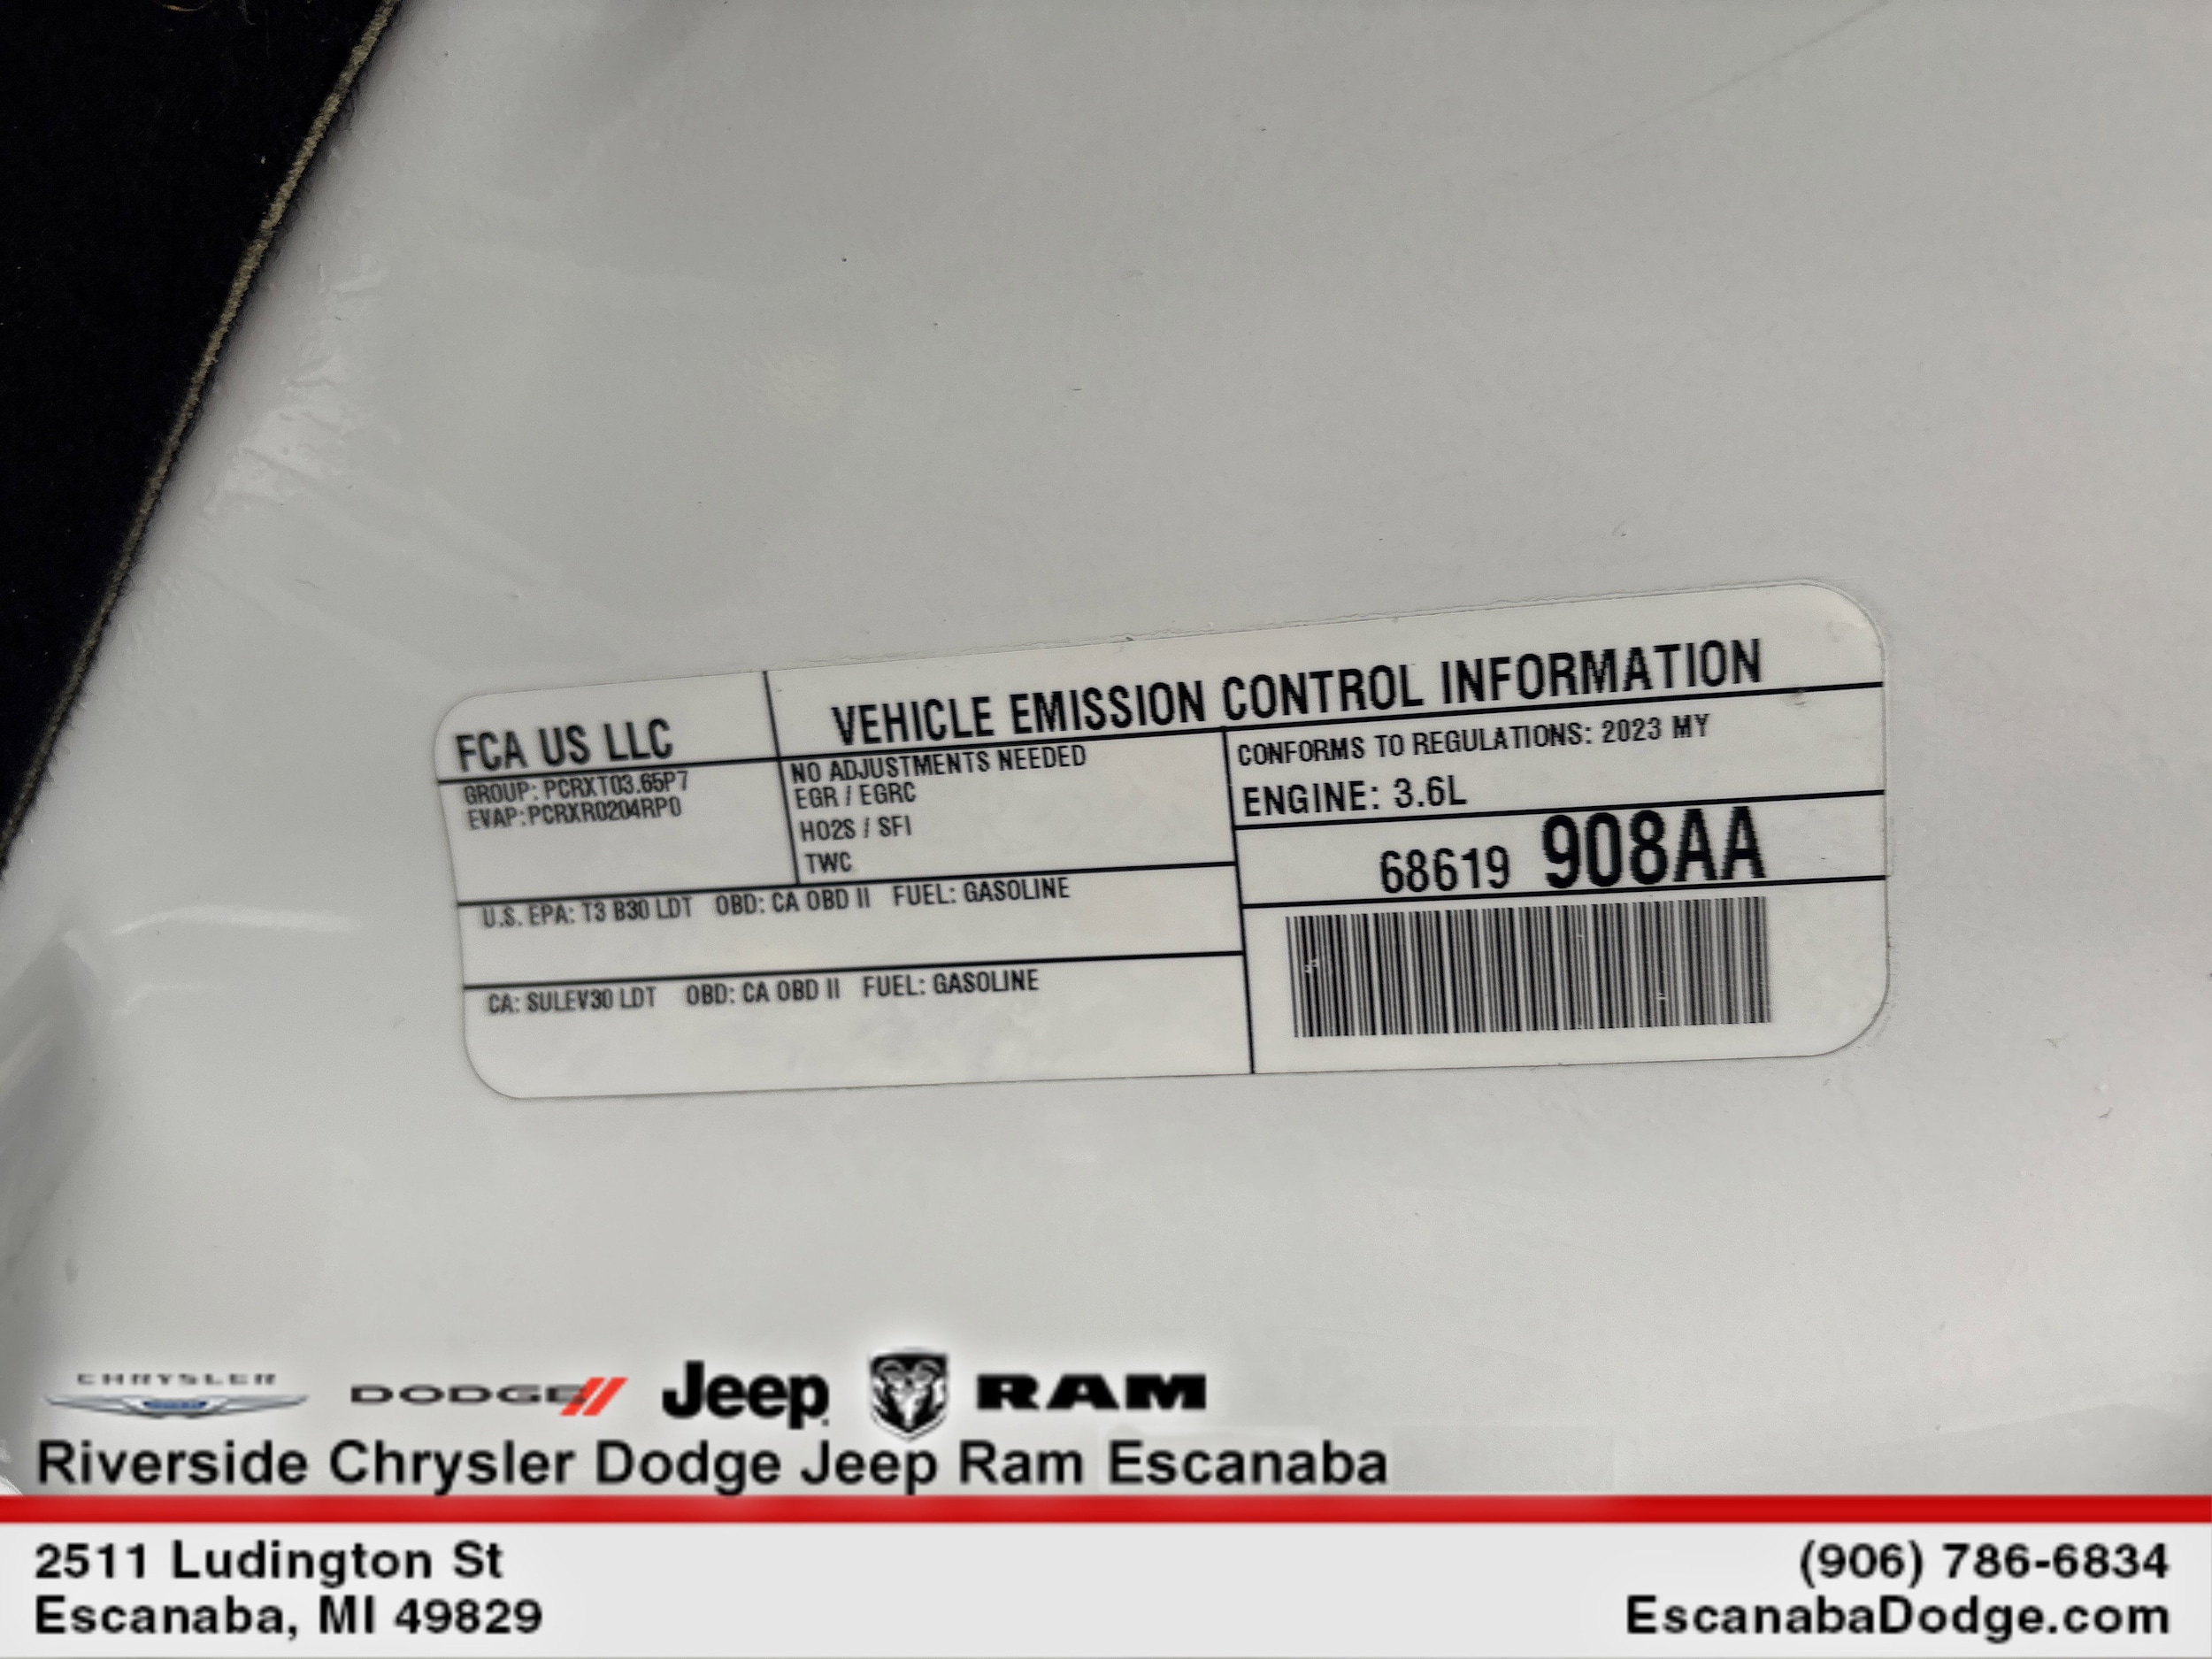 FCA US LLC
VEHICLE EMISSION CONTROL INFORMATION
GROUP: PCRXT03.65P7
EVAP:PCRXR0204RP0
NO ADJUSTMENTS NEEDED
EGR / EGRC
HO2S / SFI
TWC
CONFORMS TO REGULATIONS: 2023 MY
ENGINE: 3.6L
68619 908AA
U.S. EPA: T3 B30 LDT OBD: CA OBD II FUEL: GASOLINE
CA: SULEV30 LDT OBD: CA OBD II FUEL: GASOLINE
CHRYSLER DODGE Jeep RAM
Riverside Chrysler Dodge Jeep Ram Escanaba
2511 Ludington St
Escanaba, MI 49829
(906) 786-6834
EscanabaDodge.com